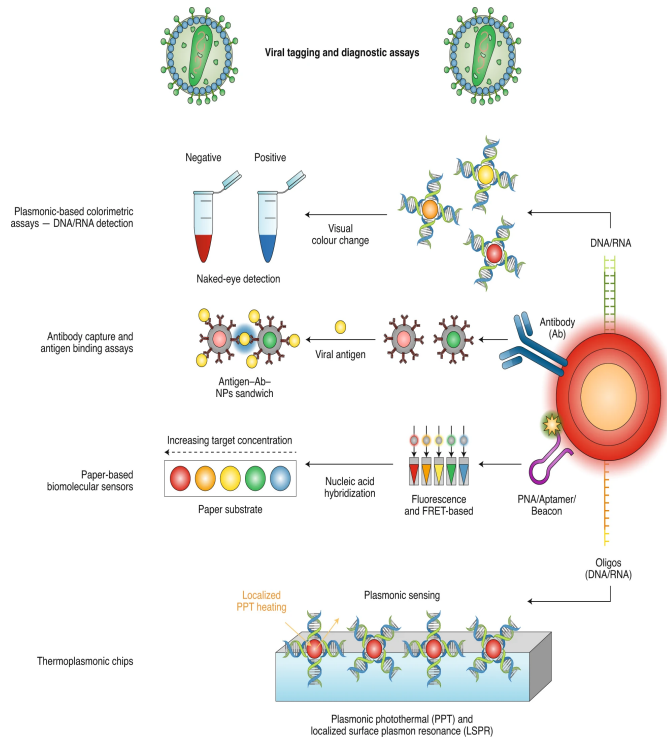 Viral tagging and diagnostic assays
Negative
Positive
Plasmonic-based colorimetric
assays — DNA/RNA detection
Visual
colour change
Naked-eye detection
DNA/RNA
Antibody capture and
antigen binding assays
Viral antigen
Antigen–Ab–
NPs sandwich
Antibody
(Ab)
Increasing target concentration
Paper-based
biomolecular sensors
Paper substrate
Nucleic acid
hybridization
Fluorescence
and FRET-based
PNA/Aptamer/
Beacon
Oligos
(DNA/RNA)
Localized
PPT heating
Plasmonic sensing
Thermoplasmonic chips
Plasmonic photothermal (PPT) and
localized surface plasmon resonance (LSPR)